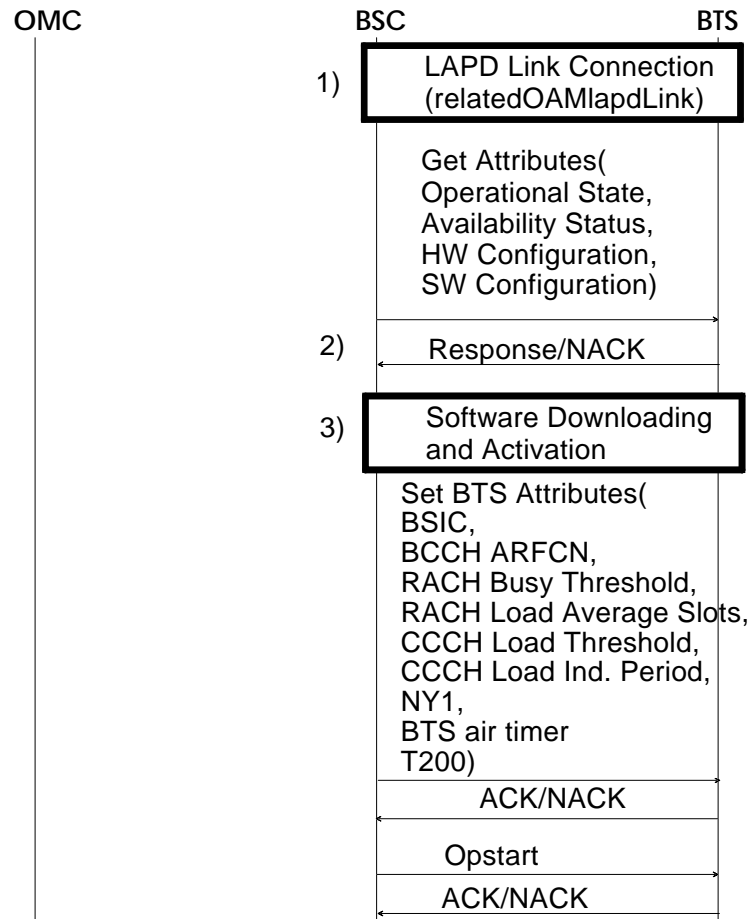 OMC BSC BTS
1)
LAPD Link Connection
(relatedOAMlapdLink)
Get Attributes(
Operational State,
Availability Status,
HW Configuration,
SW Configuration)
2)
Response/NACK
3)
Software Downloading
and Activation
Set BTS Attributes(
BSIC,
BCCH ARFCN,
RACH Busy Threshold,
RACH Load Average Slots,
CCCH Load Threshold,
CCCH Load Ind. Period,
NY1,
BTS air timer
T200)
ACK/NACK
Opstart
ACK/NACK